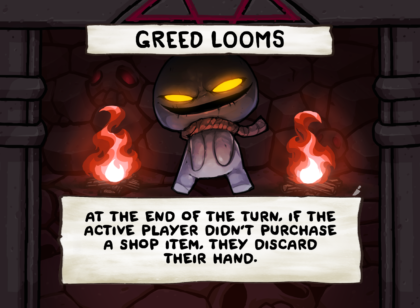 GREED LOOMS
AT THE END OF THE TURN, IF THE
ACTIVE PLAYER DIDN'T PURCHASE
A SHOP ITEM, THEY DISCARD
THEIR HAND.